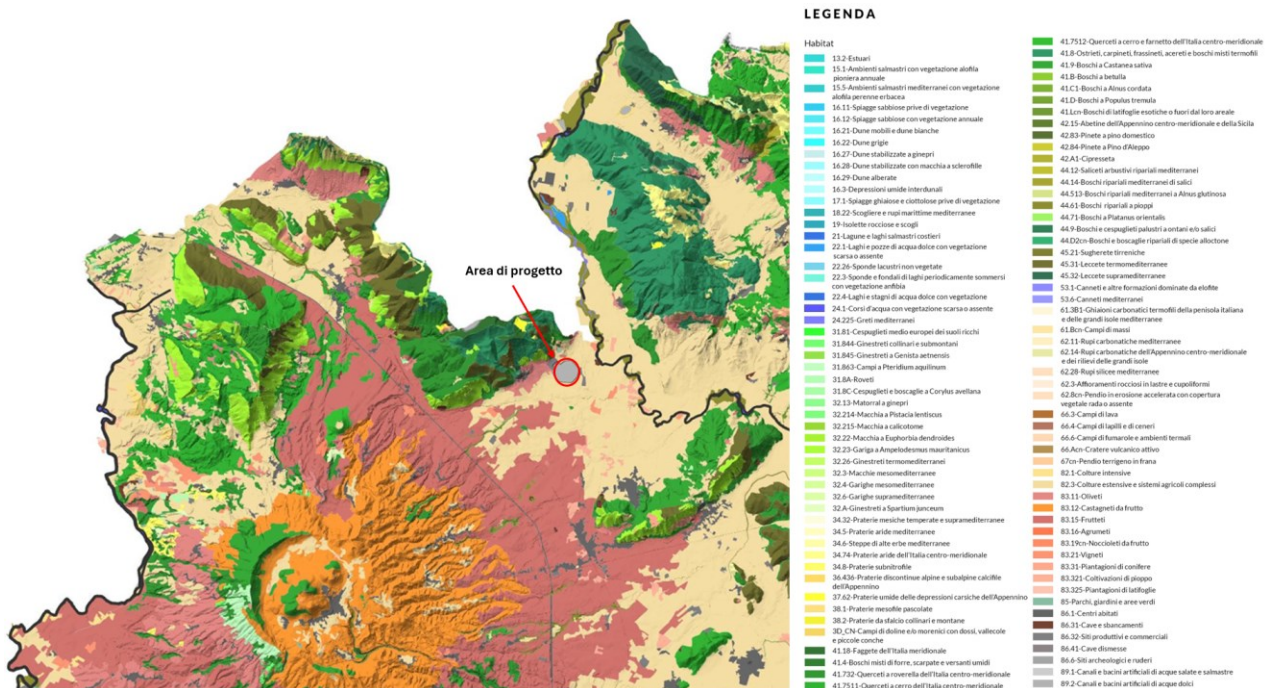 LEGENDA
Habitat
13.2-Estuari
15.1-Ambienti salmastri con vegetazione alofila
pioniera annuale
15.5-Ambienti salmastri mediterranei con vegetazione
alofila perenne erbacea
16.11-Spiagge sabbiose prive di vegetazione
16.12-Spiagge sabbiose con vegetazione annuale
16.21-Dune mobili e dune bianche
16.22-Dune grigie
16.27-Dune stabilizzate a ginepri
16.28-Dune stabilizzate con macchia a sclerofille
16.29-Dune alberate
16.3-Depressioni umide interdunali
17.1-Spiagge ghiaiose e ciottolose prive di vegetazione
18.22-Scogliere e rupi marittime mediterranee
19-Isolette rocciose e scogli
21-Lagune e laghi salmastri costieri
22.1-Laghi e pozze di acqua dolce con vegetazione
scarsa o assente
22.26-Sponde lacustri non vegetate
22.3-Sponde e fondali di laghi periodicamente sommersi
con vegetazione anfibia
22.4-Laghi e stagni di acqua dolce con vegetazione
24.1-Corsi d'acqua con vegetazione scarsa o assente
24.225-Greti mediterranei
31.81-Cespuglieti medio europei dei suoli ricchi
31.844-Ginestreti collinari e submontani
31.845-Ginestreti a Genista aetnensis
31.863-Campi a Pteridium aquilinum
31.8A-Roveti
31.8C-Cespuglieti e boscaglie a Corylus avellana
32.13-Matorral a ginepri
32.214-Macchia a Pistacia lentiscus
32.215-Macchia a calicotome
32.22-Macchia a Euphorbia dendroides
32.23-Gariga a Ampelodesmus mauritanicus
32.26-Ginestreti termomediterranei
32.3-Macchie mesomediterranee
32.4-Garighe mesomediterranee
32.6-Garighe supramediterranee
32.A-Ginestreti a Spartium junceum
34.32-Praterie mesiche temperate e supramediterranee
34.5-Praterie aride mediterranee
34.6-Steppe di alte erbe mediterranee
34.74-Praterie aride dell'Italia centro-meridionale
34.8-Praterie subnitrofile
36.436-Praterie discontinue alpine e subalpine calcifile
dell'Appennino
37.62-Praterie umide delle depressioni carsiche dell'Appennino
38.1-Praterie mesofile pascolate
38.2-Praterie da sfalcio collinari e montane
3D_CN-Campi di doline e/o morenici con dossi, vallecole
e piccole conche
41.18-Faggete dell'Italia meridionale
41.4-Boschi misti di forre, scarpate e versanti umidi
41.732-Querceti a roverella dell'Italia centro-meridionale
41.7511-Querceti a cerro dell'Italia centro-meridionale
41.7512-Querceti a cerro e farnetto dell'Italia centro-meridionale
41.8-Ostrieti, carpineti, frassineti, acereti e boschi misti termofili
41.9-Boschi a Castanea sativa
41.B-Boschi a betulla
41.C1-Boschi a Alnus cordata
41.D-Boschi a Populus tremula
41.Lcn-Boschi di latifoglie esotiche o fuori dal loro areale
42.15-Abetine dell'Appennino centro-meridionale e della Sicilia
42.83-Pinete a pino domestico
42.84-Pinete a Pino d'Aleppo
42.A1-Cipresseta
44.12-Saliceti arbustivi ripariali mediterranei
44.14-Boschi ripariali mediterranei di salici
44.513-Boschi ripariali mediterranei a Alnus glutinosa
44.61-Boschi ripariali a pioppi
44.71-Boschi a Platanus orientalis
44.9-Boschi e cespuglieti palustri a ontani e/o salici
44.D2cn-Boschi e boscaglie ripariali di specie alloctone
45.21-Sugherete tirreniche
45.31-Leccete termomediterranee
45.32-Leccete supramediterranee
53.1-Canneti e altre formazioni dominate da elofite
53.6-Canneti mediterranei
61.3B1-Ghiaioni carbonatici termofili della penisola italiana
e delle grandi isole mediterranee
61.Bcn-Campi di massi
62.11-Rupi carbonatiche mediterranee
62.14-Rupi carbonatiche dell'Appennino centro-meridionale
e dei rilievi delle grandi isole
62.28-Rupi silicee mediterranee
62.3-Affioramenti rocciosi in lastre e cupoliformi
62.8cn-Pendio in erosione accelerata con copertura
vegetale rada o assente
66.3-Campi di lava
66.4-Campi di lapilli e di ceneri
66.6-Campi di fumarole e ambienti termali
66.Acn-Cratere vulcanico attivo
67cn-Pendio terrigeno in frana
82.1-Colture intensive
82.3-Colture estensive e sistemi agricoli complessi
83.11-Oliveti
83.12-Castagneti da frutto
83.15-Frutteti
83.16-Agrumeti
83.19cn-Noccioleti da frutto
83.21-Vigneti
83.31-Piantagioni di conifere
83.321-Coltivazioni di pioppo
83.325-Piantagioni di latifoglie
85-Parchi, giardini e aree verdi
86.1-Centri abitati
86.31-Cave e sbancamenti
86.32-Siti produttivi e commerciali
86.41-Cave dismesse
86.6-Siti archeologici e ruderi
89.1-Canali e bacini artificiali di acque salate e salmastre
89.2-Canali e bacini artificiali di acque dolci
Area di progetto